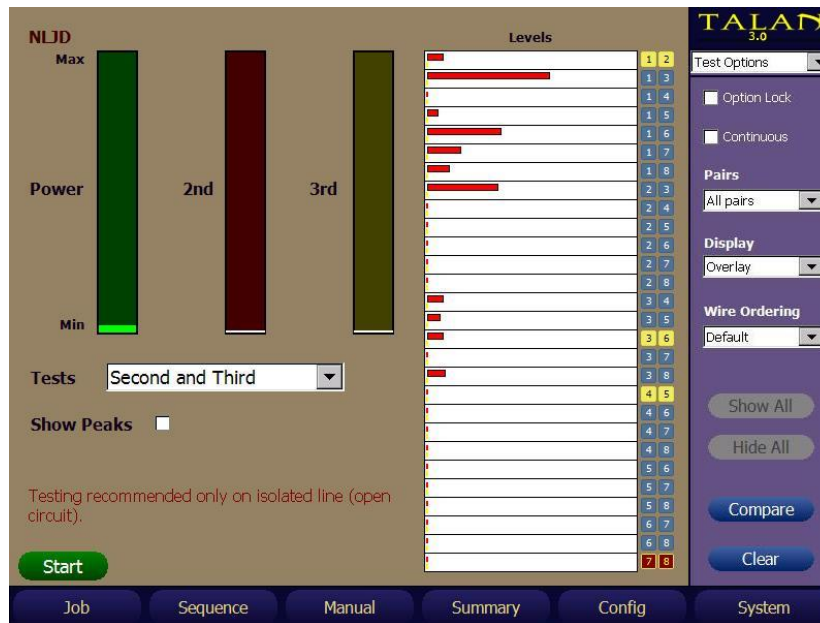 NLJD
Max
Power
Min
2nd
3rd
Tests
Second and Third
Show Peaks
Testing recommended only on isolated line (open
circuit).
Start
Levels
1 2
1 3
1 4
1 5
1 6
1 7
1 8
2 3
2 4
2 5
2 6
2 7
2 8
3 4
3 5
3 6
3 7
3 8
4 5
4 6
4 7
4 8
5 6
5 7
5 8
6 7
6 8
7 8
TALAN
3.0
Test Options
Option Lock
Continuous
Pairs
All pairs
Display
Overlay
Wire Ordering
Default
Show All
Hide All
Compare
Clear
Job
Sequence
Manual
Summary
Config
System